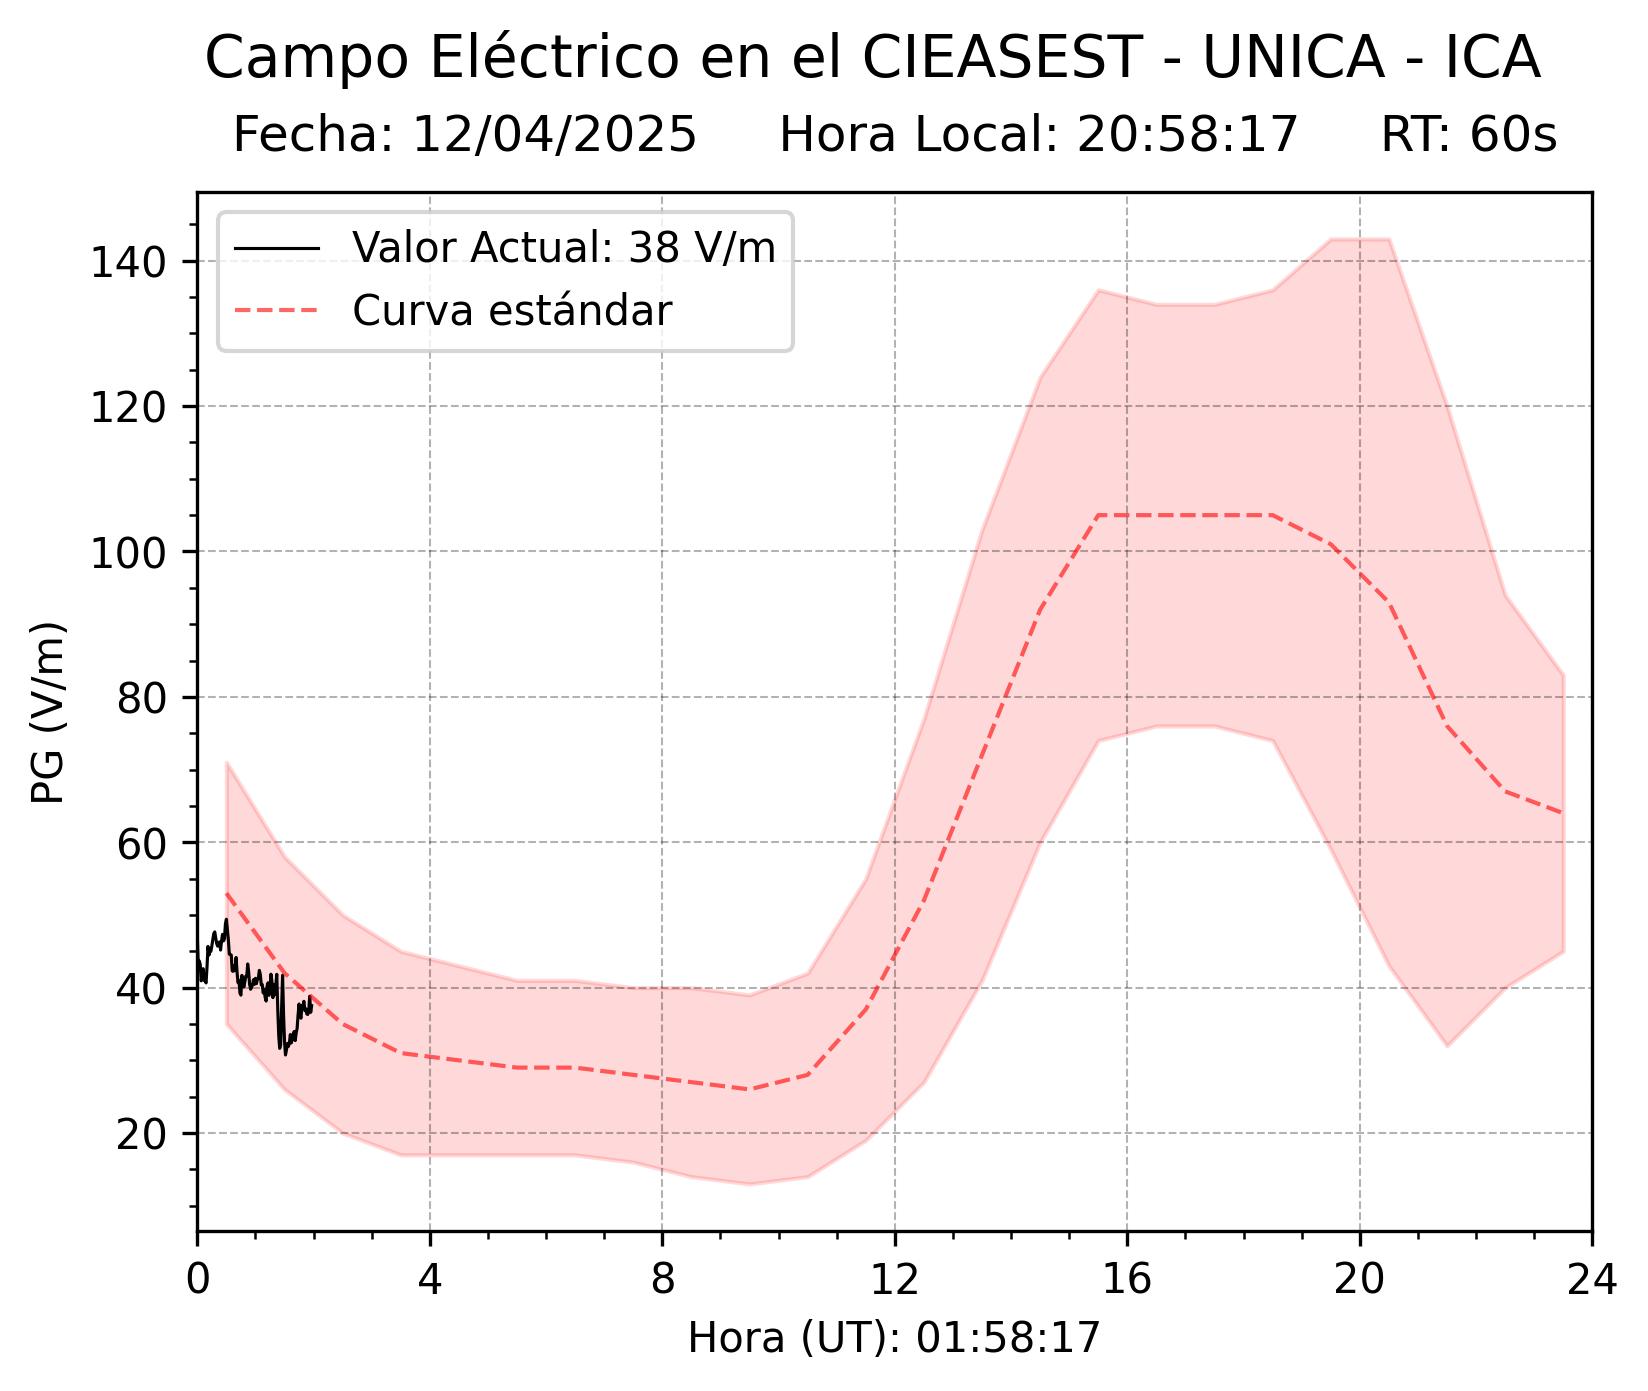 Campo Eléctrico en el CIEASEST - UNICA - ICA
Fecha: 12/04/2025 Hora Local: 20:58:17 RT: 60s
Valor Actual: 38 V/m
Curva estándar
PG (V/m)
140
120
100
80
60
40
20
0 4 8 12 16 20 24
Hora (UT): 01:58:17